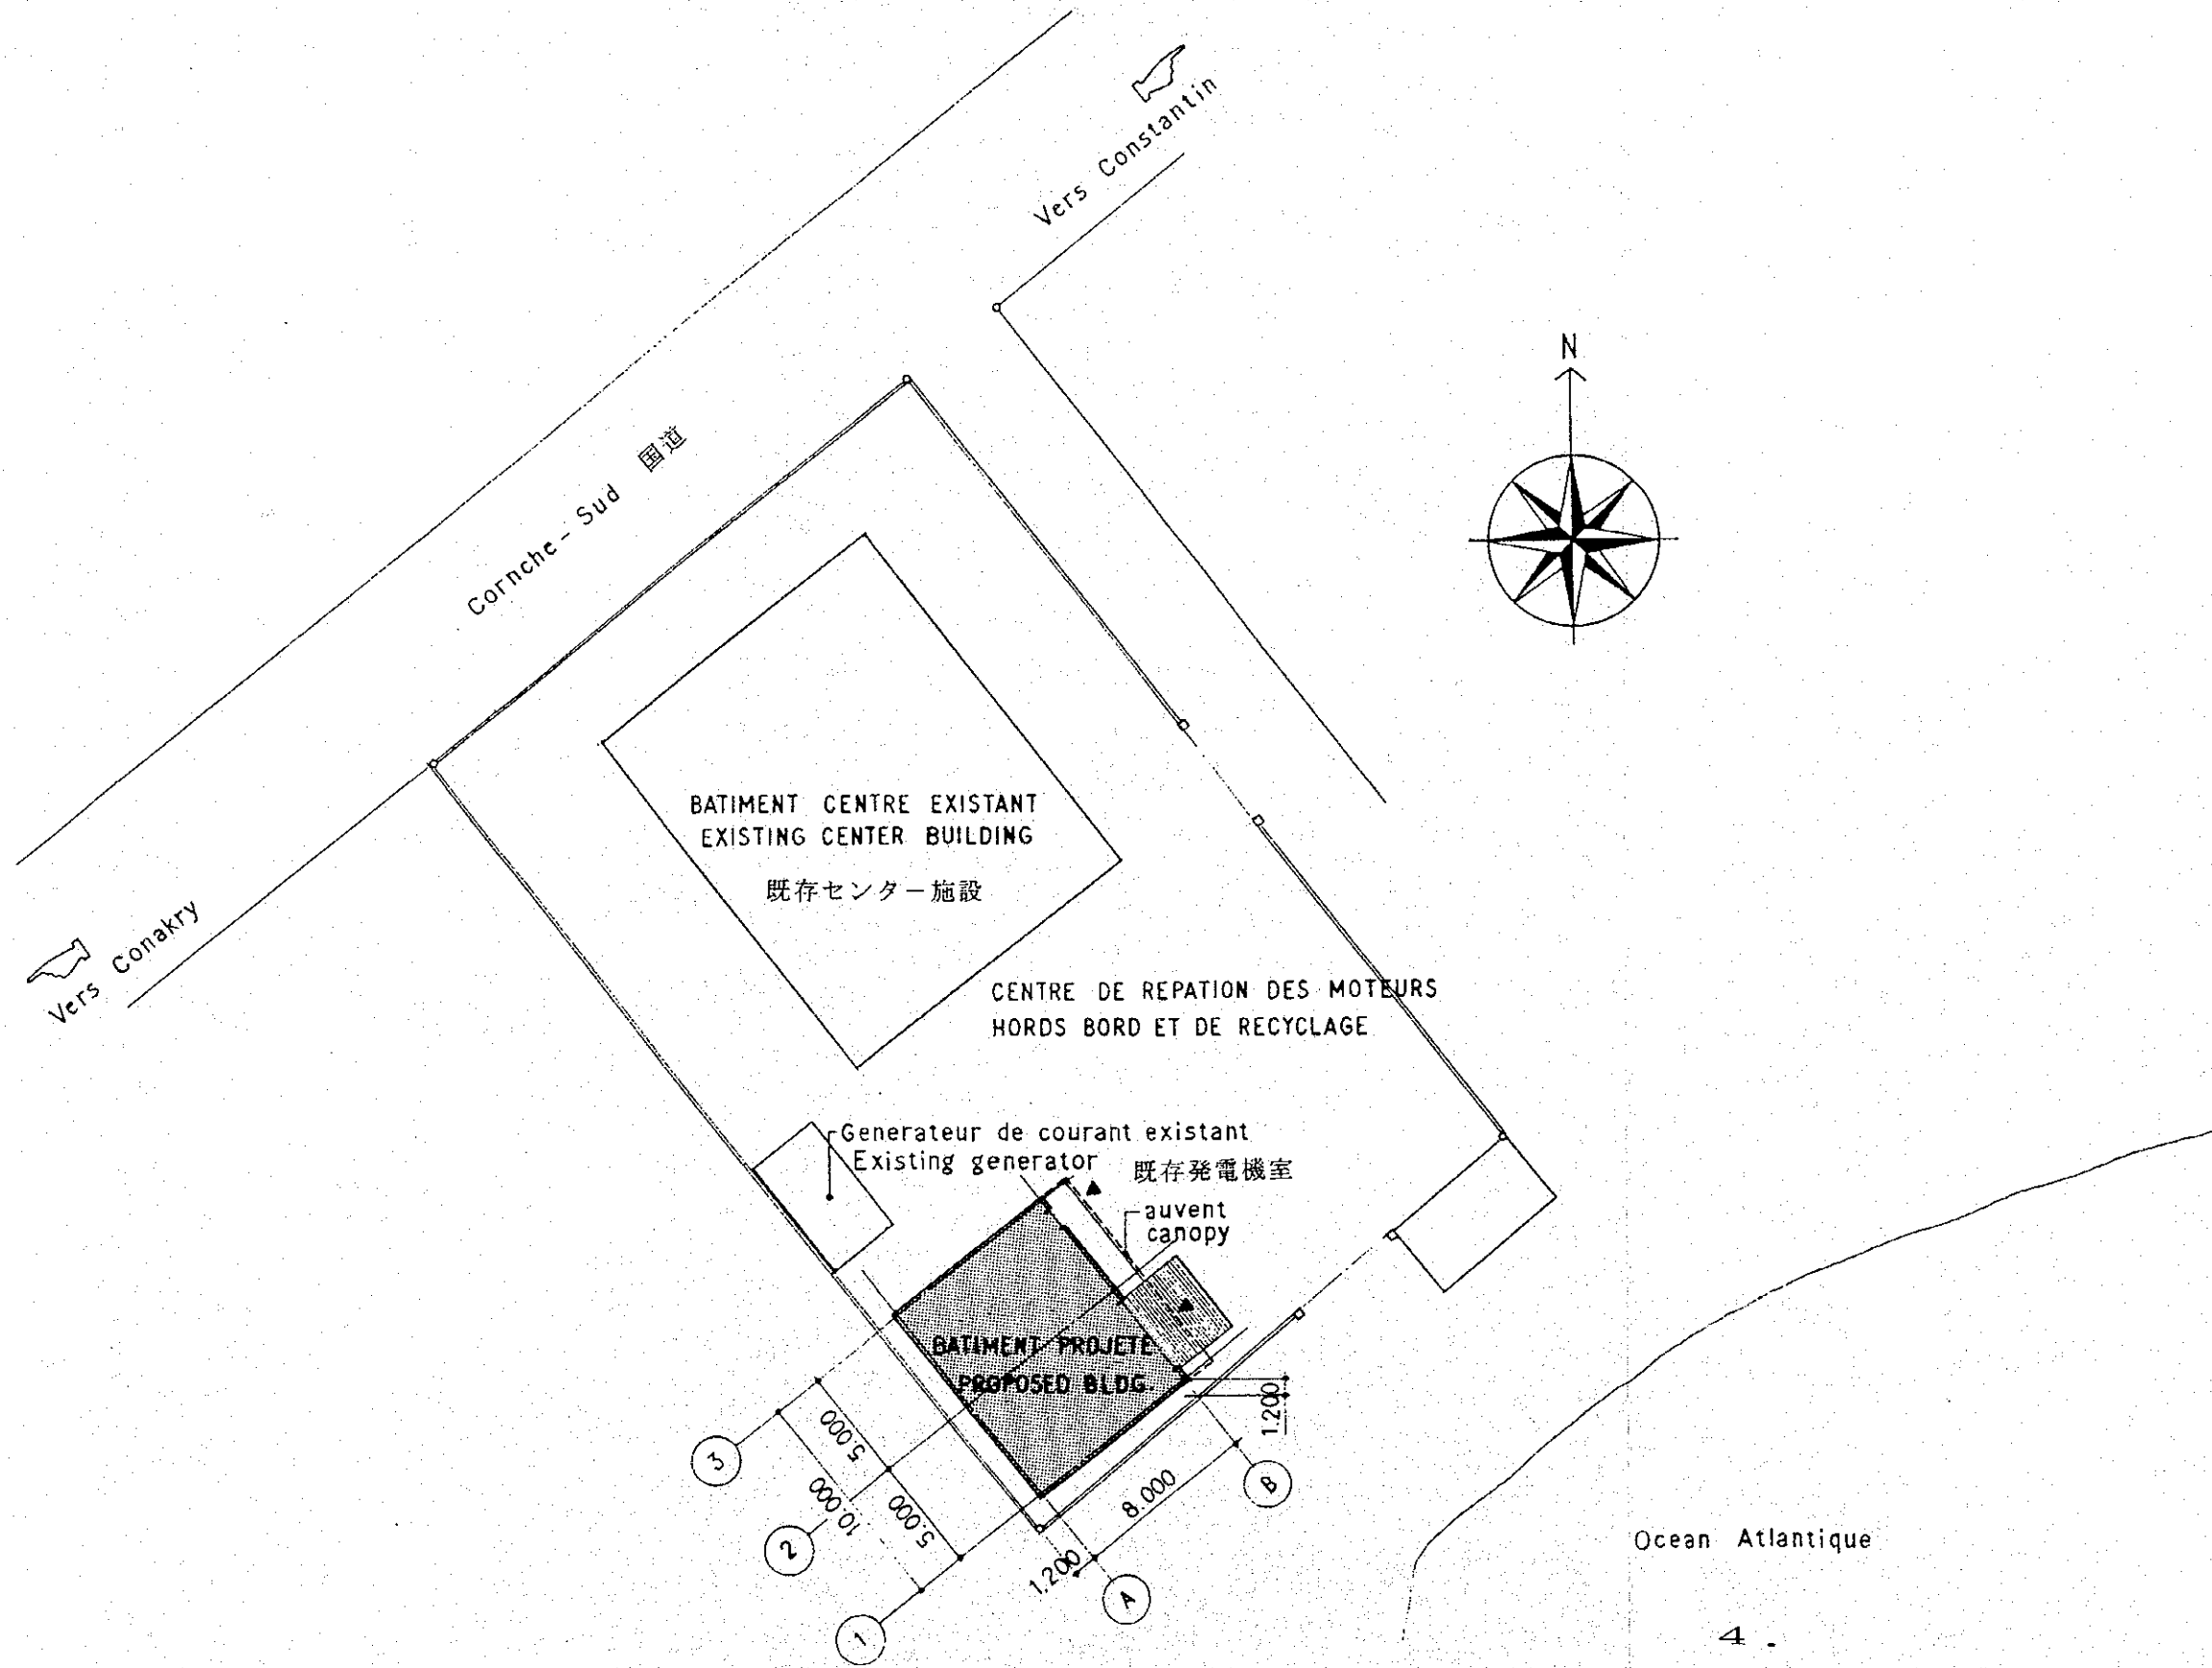 Vers Constantin
N
Cornche - Sud 国道
BATIMENT CENTRE EXISTANT
EXISTING CENTER BUILDING
既存センター施設
Vers Conakry
CENTRE DE REPATION DES MOTEURS
HORDS BORD ET DE RECYCLAGE
Generateur de courant existant
Existing generator 既存発電機室
auvent
canopy
BATIMENT PROJETE
PROPOSED BLDG.
1.200
3
5.000
10.000
5.000
8.000
B
2
1.200
A
1
Ocean Atlantique
4 .